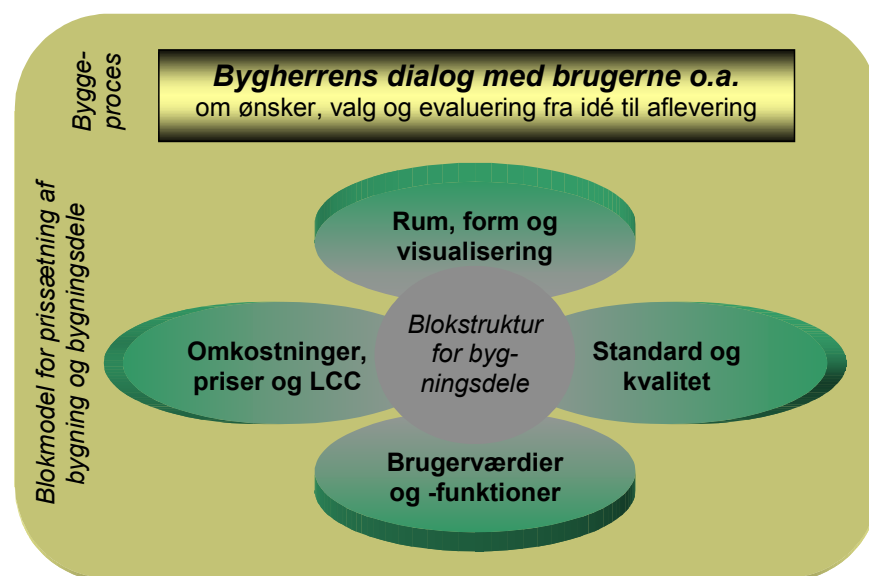 Bygge-
proces
Bygherrens dialog med brugerne o.a.
om ønsker, valg og evaluering fra idé til aflevering
Blokmodel for prissætning af
bygning og bygningsdele
Rum, form og
visualisering
Omkostninger,
priser og LCC
Blokstruktur
for byg-
ningsdele
Standard og
kvalitet
Brugerværdier
og -funktioner